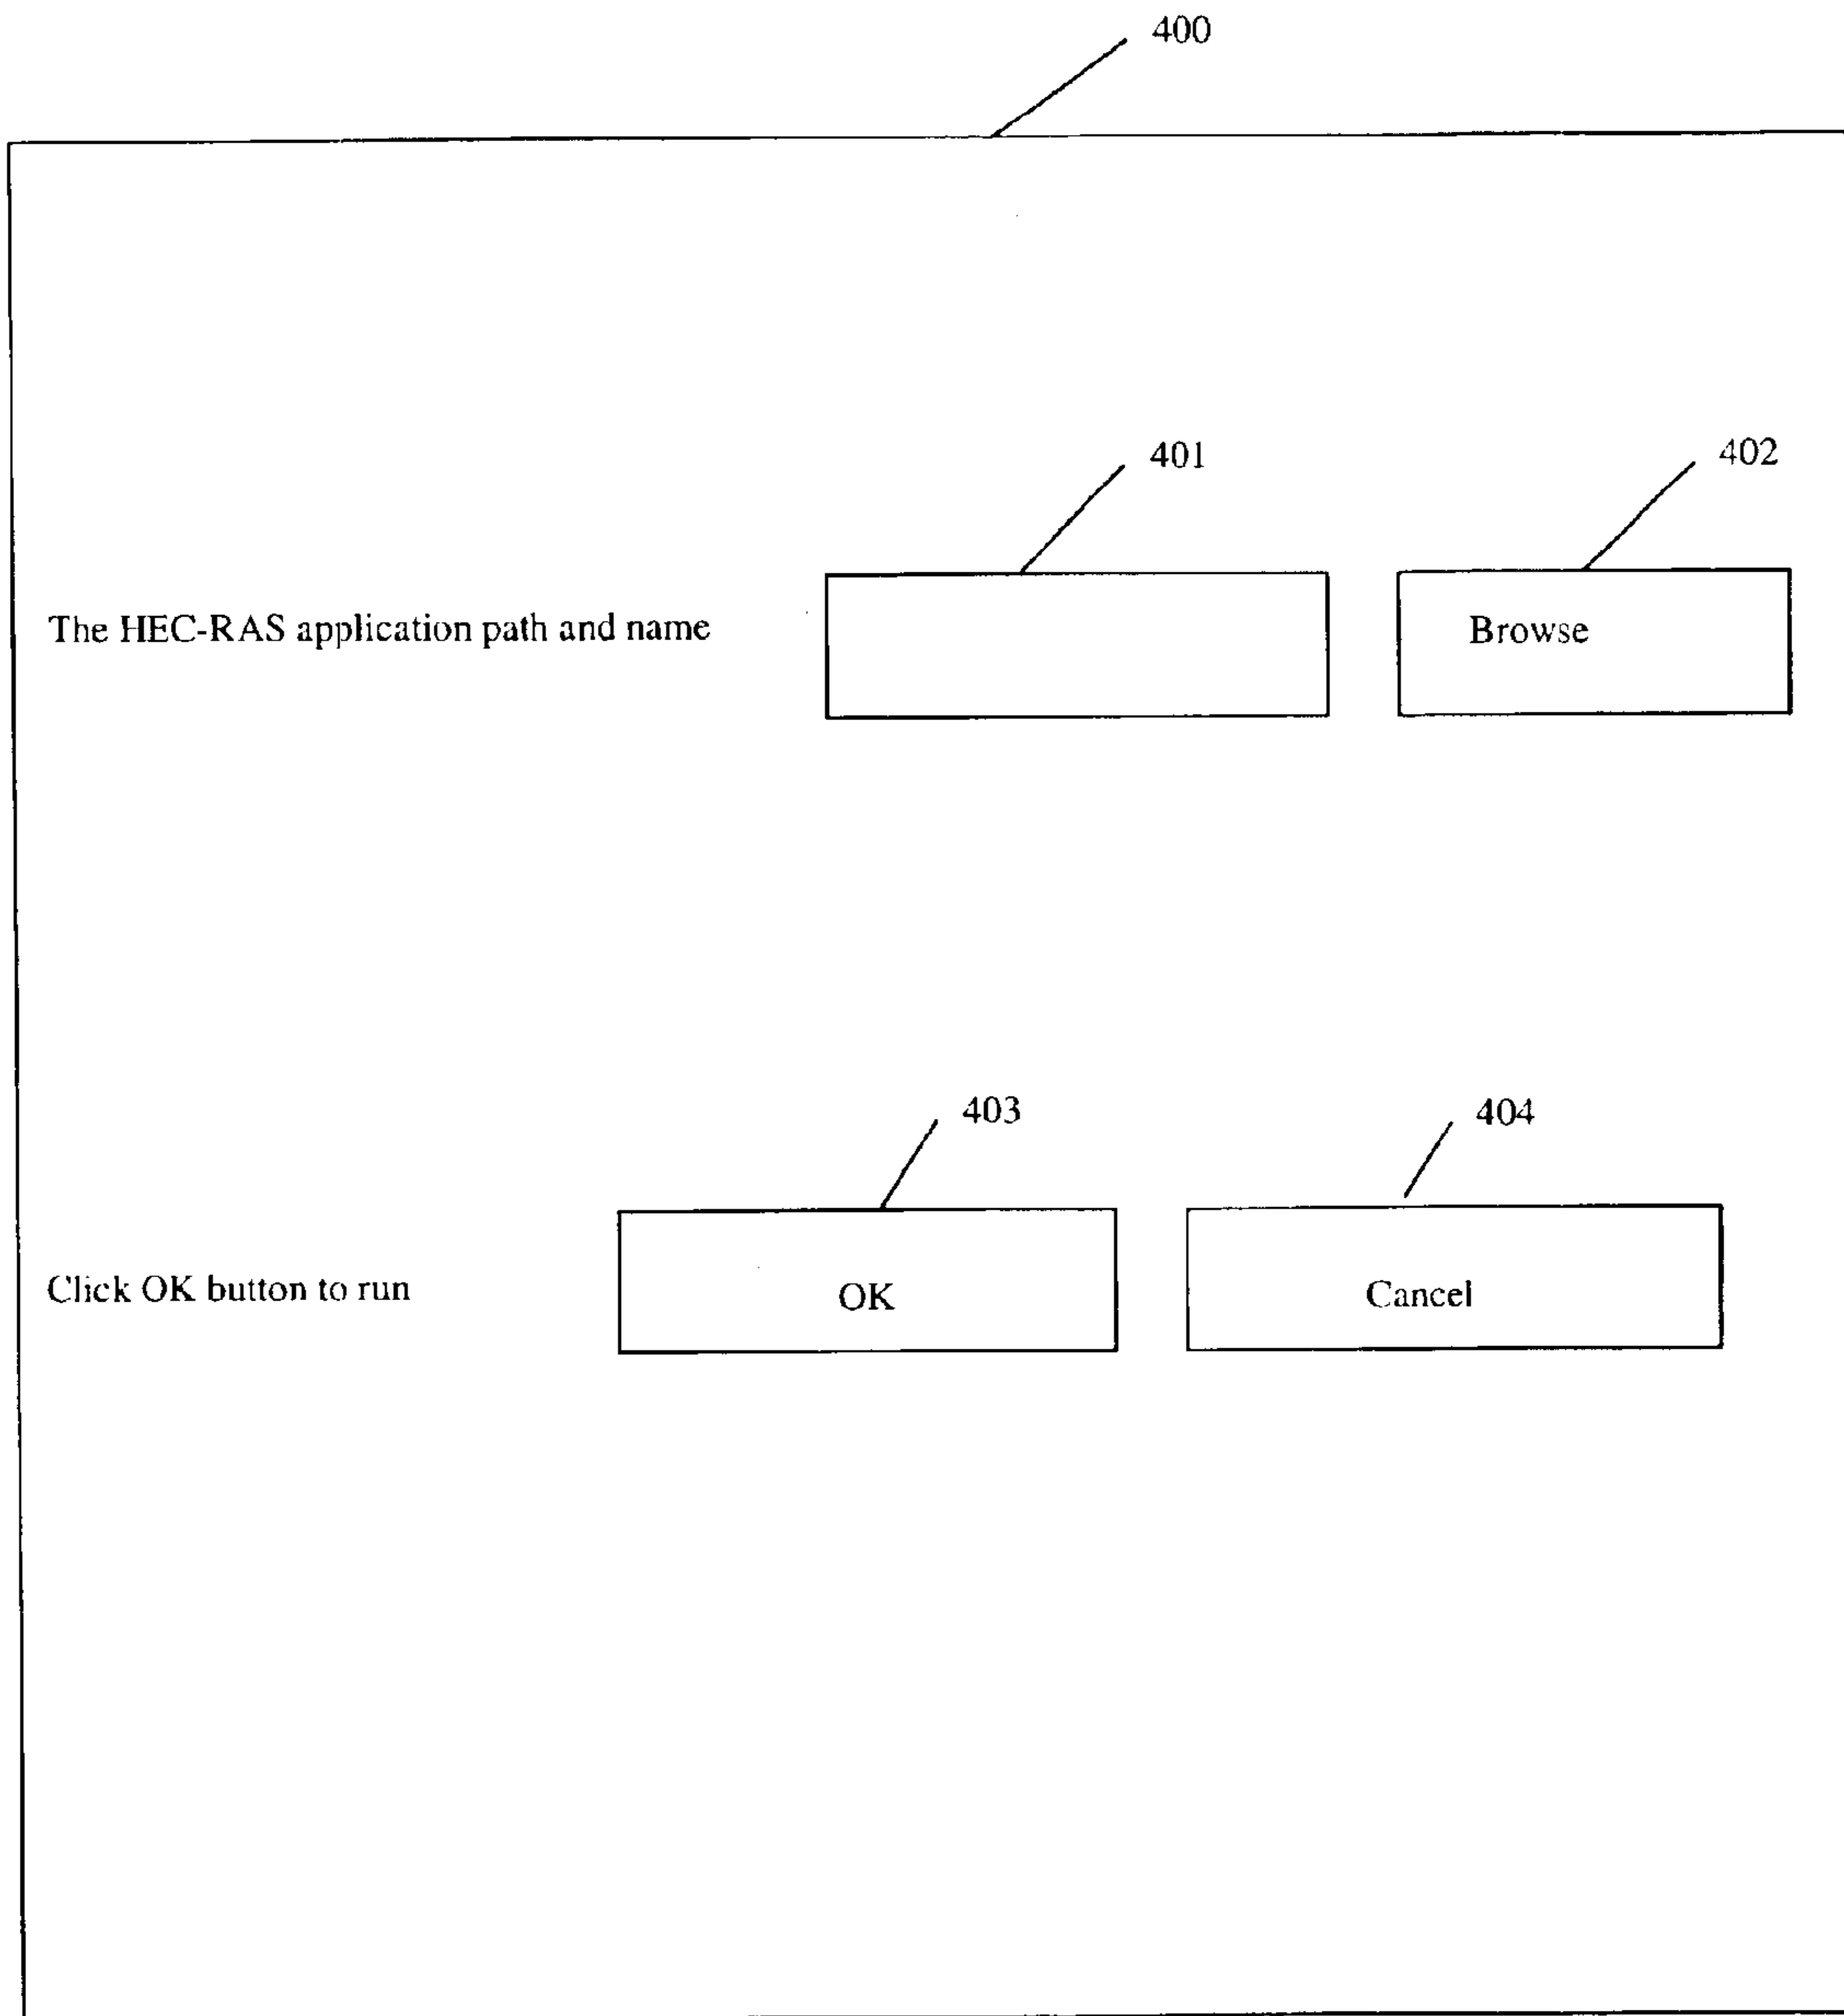 400
401
402
The HEC-RAS application path and name
Browse
403
404
Click OK button to run
OK
Cancel